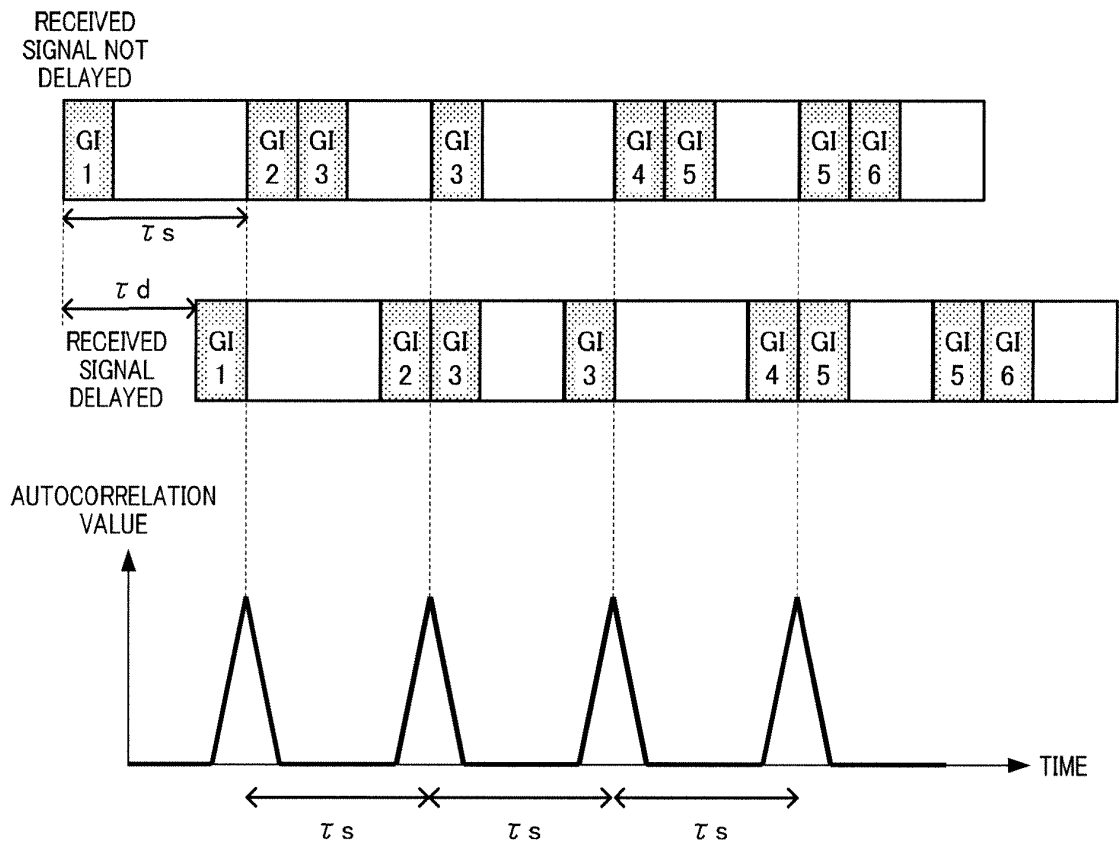 RECEIVED
SIGNAL NOT
DELAYED
GI
1
GI
2
GI
3
GI
3
GI
4
GI
5
GI
5
GI
6
τ s
τ d
RECEIVED
SIGNAL
DELAYED
GI
1
GI
2
GI
3
GI
3
GI
4
GI
5
GI
5
GI
6
AUTOCORRELATION
VALUE
TIME
τ s
τ s
τ s